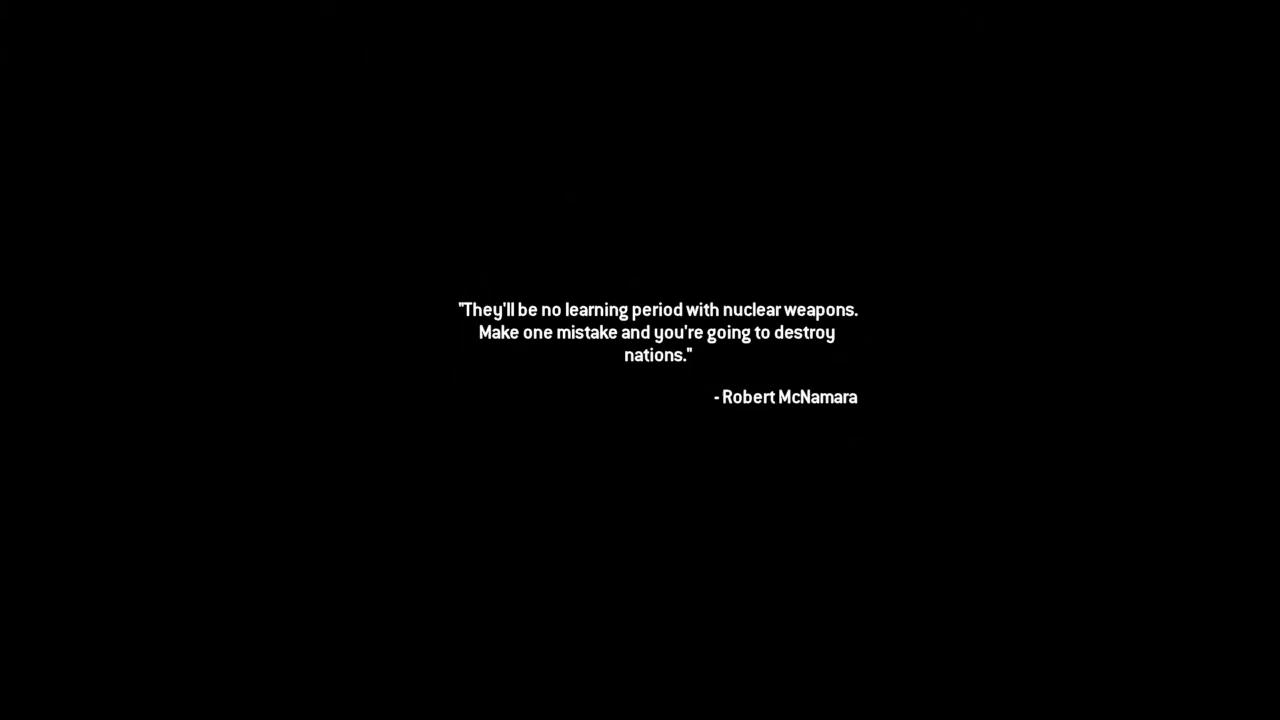 "They'll be no learning period with nuclear weapons.
Make one mistake and you're going to destroy
nations."
- Robert McNamara